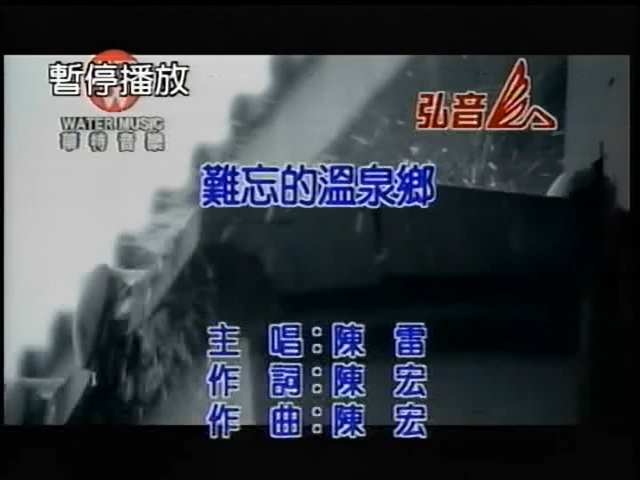 暫停播放
WATER MUSIC
華特音樂
弘音
難忘的溫泉鄉
主 唱:陳 雷
作 詞:陳 宏
作 曲:陳 宏